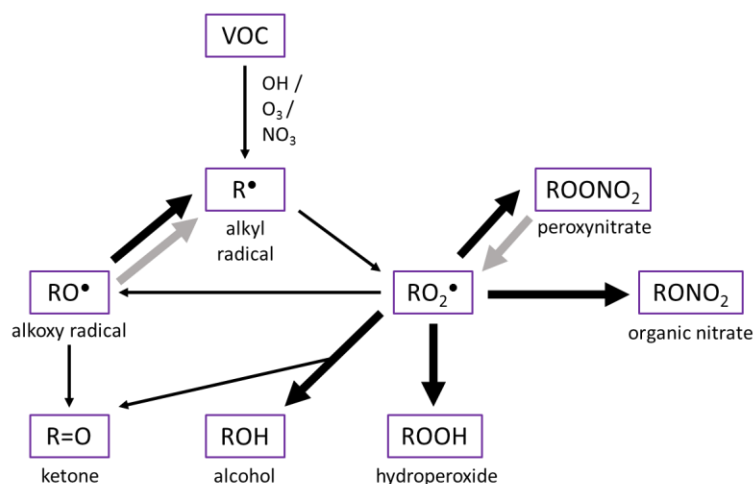 VOC
OH /
O₃ /
NO₃
R•
alkyl
radical
ROONO₂
peroxynitrate
RO•
alkoxy radical
RO₂•
RONO₂
organic nitrate
R=O
ketone
ROH
alcohol
ROOH
hydroperoxide